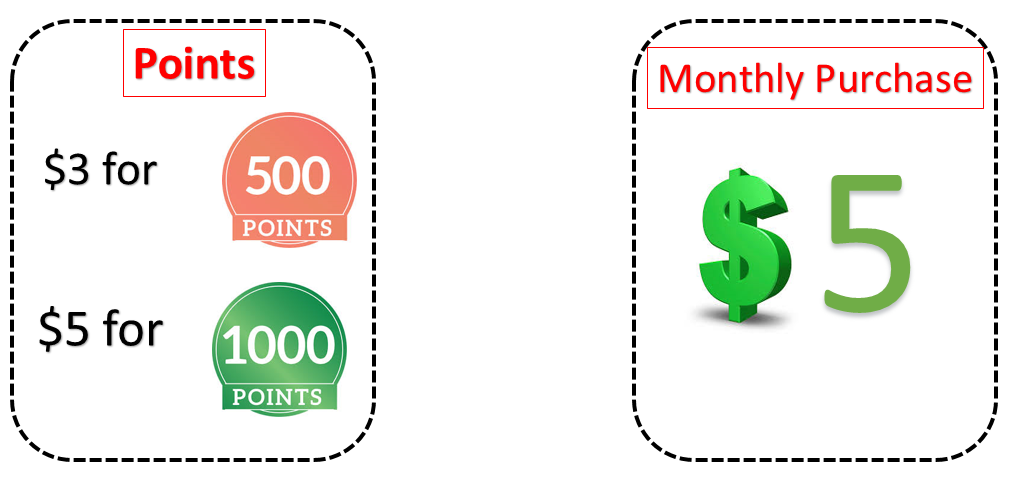 Points
$3 for
500
POINTS
$5 for
1000
POINTS
Monthly Purchase
$ 5